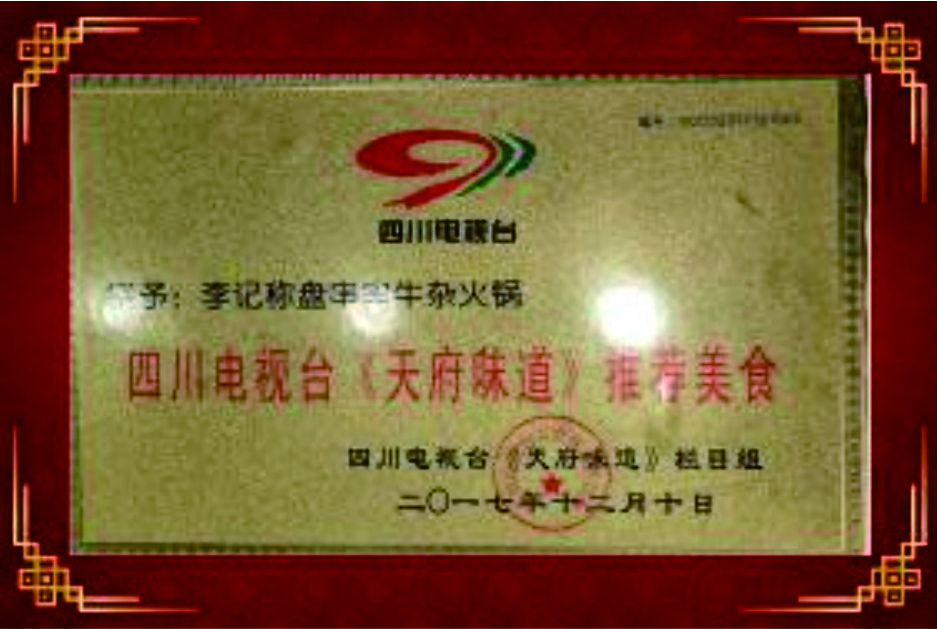 编号：
四川电视台
予：李记称盘牛杂火锅
四川电视台《天府味道》推荐美食
四川电视台《天府味道》栏目组
二〇一七年十二月十日